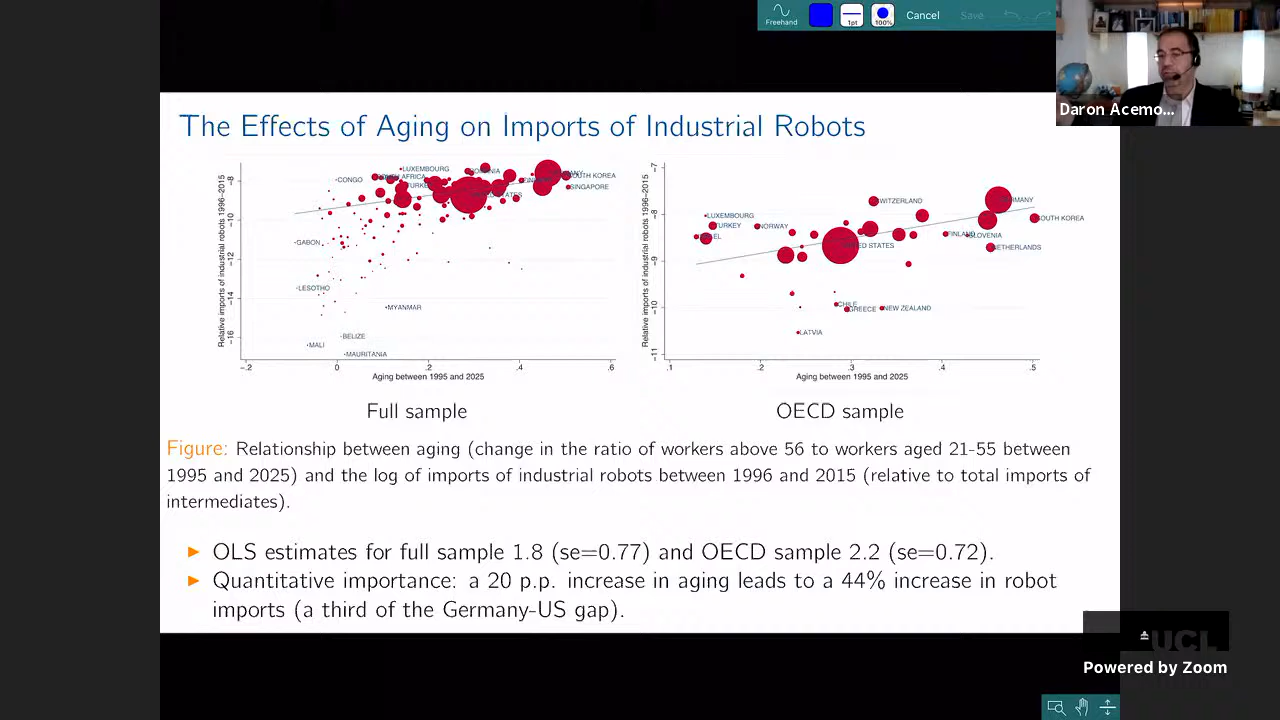 Freehand
1pt
100%
Cancel
Save
Daron Acemo...
The Effects of Aging on Imports of Industrial Robots
Relative imports of industrial robots 1996-2015
-8
-10
-12
-14
-16
LUXEMBOURG
CONGO
SOUTH KOREA
SINGAPORE
GABON
LESOTHO
MYANMAR
BELIZE
MALI
MAURITANIA
-.2
0
.2
.4
.6
Aging between 1995 and 2025
Full sample
Relative imports of industrial robots 1996-2015
-7
-8
-9
-10
-11
SWITZERLAND
GERMANY
LUXEMBOURG
TURKEY
NORWAY
SOUTH KOREA
FINLAND
SLOVENIA
UNITED STATES
NETHERLANDS
CHILE
GREECE
NEW ZEALAND
LATVIA
.1
.2
.3
.4
.5
Aging between 1995 and 2025
OECD sample
Figure: Relationship between aging (change in the ratio of workers above 56 to workers aged 21-55 between
1995 and 2025) and the log of imports of industrial robots between 1996 and 2015 (relative to total imports of
intermediates).
OLS estimates for full sample 1.8 (se=0.77) and OECD sample 2.2 (se=0.72).
Quantitative importance: a 20 p.p. increase in aging leads to a 44% increase in robot
imports (a third of the Germany-US gap).
UCL
Powered by Zoom